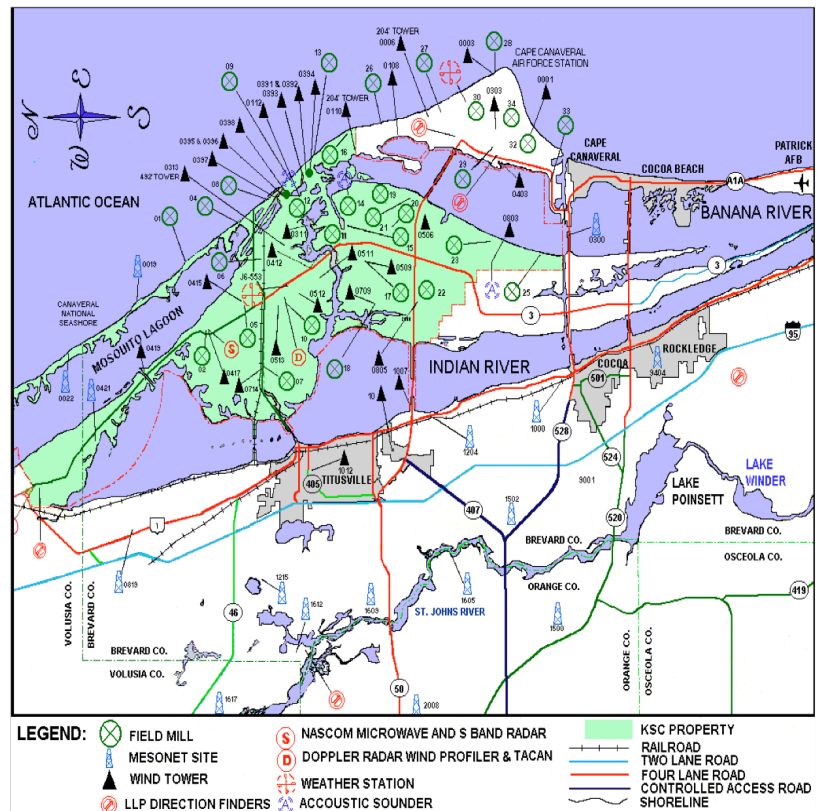 13
204' TOWER
0006
27
0003
28
CAPE CANAVERAL
AIR FORCE STATION
09
0391 & 0392
0393
0394
26
0108
30
0303
34
0001
33
0112
204' TOWER
0110
0398
0395 & 0396
0397
0313
492' TOWER
16
32
CAPE
CANAVERAL
COCOA BEACH
PATRICK
AFB
N
E
S
W
ATLANTIC OCEAN
08
04
01
12
14
19
20
21
15
29
0403
A1A
BANANA RIVER
0311
11
0506
0803
23
0300
06
0412
0019
0415
J6-553
0511
0509
3
CANAVERAL
NATIONAL
SEASHORE
MOSQUITO LAGOON
0512
0709
17
22
A
25
3
05
10
S
D
0419
02
0513
18
95
0022
0421
0417
0714
07
0805
1007
INDIAN RIVER
COCOA
ROCKLEDGE
9404
501
10
1204
1000
528
1012
405
TITUSVILLE
524
9001
LAKE
POINSETT
LAKE
WINDER
407
1502
1
520
BREVARD CO.
OSCEOLA CO.
0819
VOLUSIA CO.
BREVARD CO.
1215
1612
1603
1605
ST. JOHNS RIVER
ORANGE CO.
BREVARD CO.
46
1500
419
BREVARD CO.
VOLUSIA CO.
ORANGE CO.
OSCEOLA CO.
50
1617
2008
LEGEND:
FIELD MILL
S NASCOM MICROWAVE AND S BAND RADAR
KSC PROPERTY
MESONET SITE
D DOPPLER RADAR WIND PROFILER & TACAN
RAILROAD
TWO LANE ROAD
WIND TOWER
WEATHER STATION
FOUR LANE ROAD
CONTROLLED ACCESS ROAD
LLP DIRECTION FINDERS
A ACCOUSTIC SOUNDER
SHORELINE